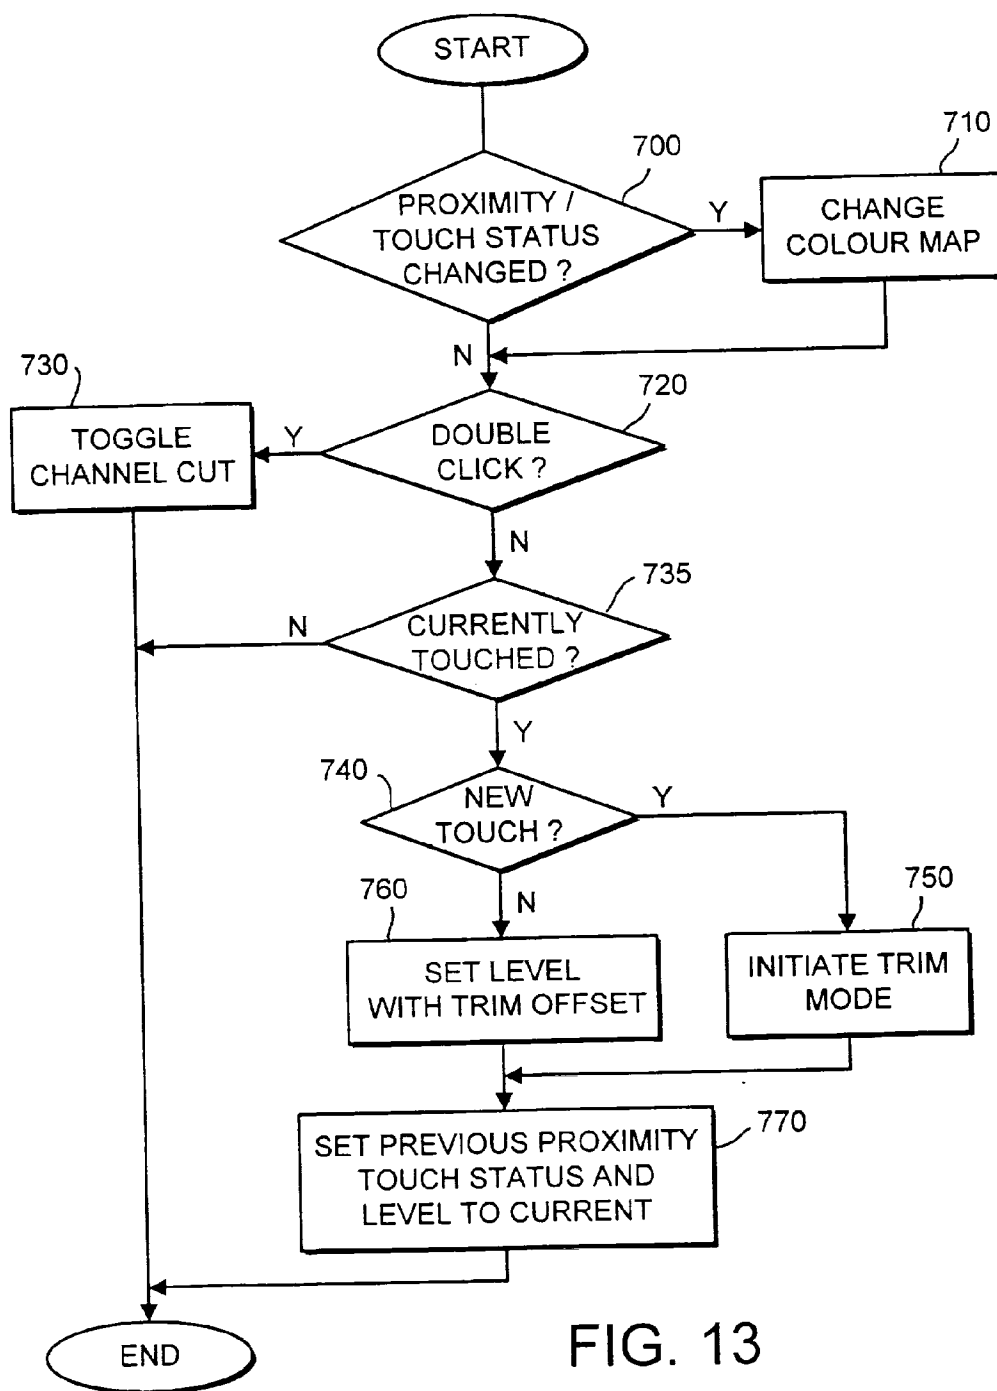 START
700
PROXIMITY /
TOUCH STATUS
CHANGED ?
Y
710
CHANGE
COLOUR MAP
N
720
DOUBLE
CLICK ?
Y
730
TOGGLE
CHANNEL CUT
N
735
CURRENTLY
TOUCHED ?
N
Y
740
NEW
TOUCH ?
Y
N
760
SET LEVEL
WITH TRIM OFFSET
750
INITIATE TRIM
MODE
770
SET PREVIOUS PROXIMITY
TOUCH STATUS AND
LEVEL TO CURRENT
END
FIG. 13